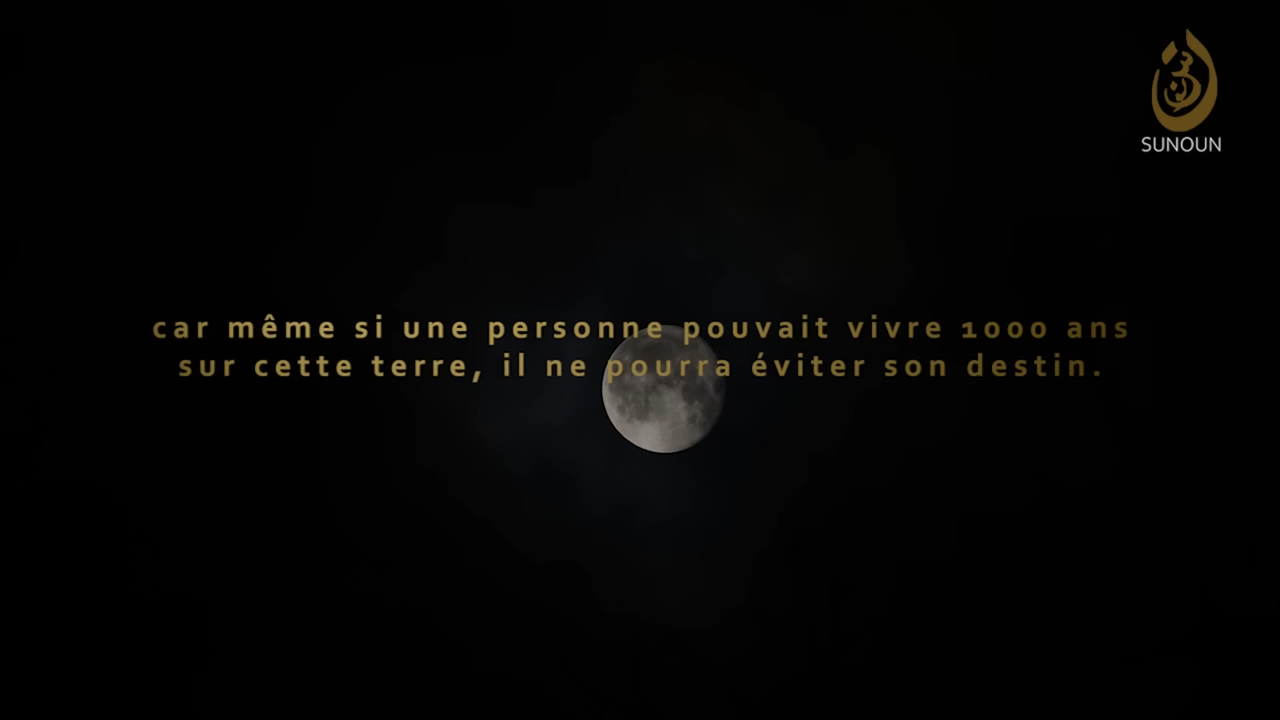 SUNOUN
car même si une personne pouvait vivre 1000 ans
sur cette terre, il ne pourra éviter son destin.